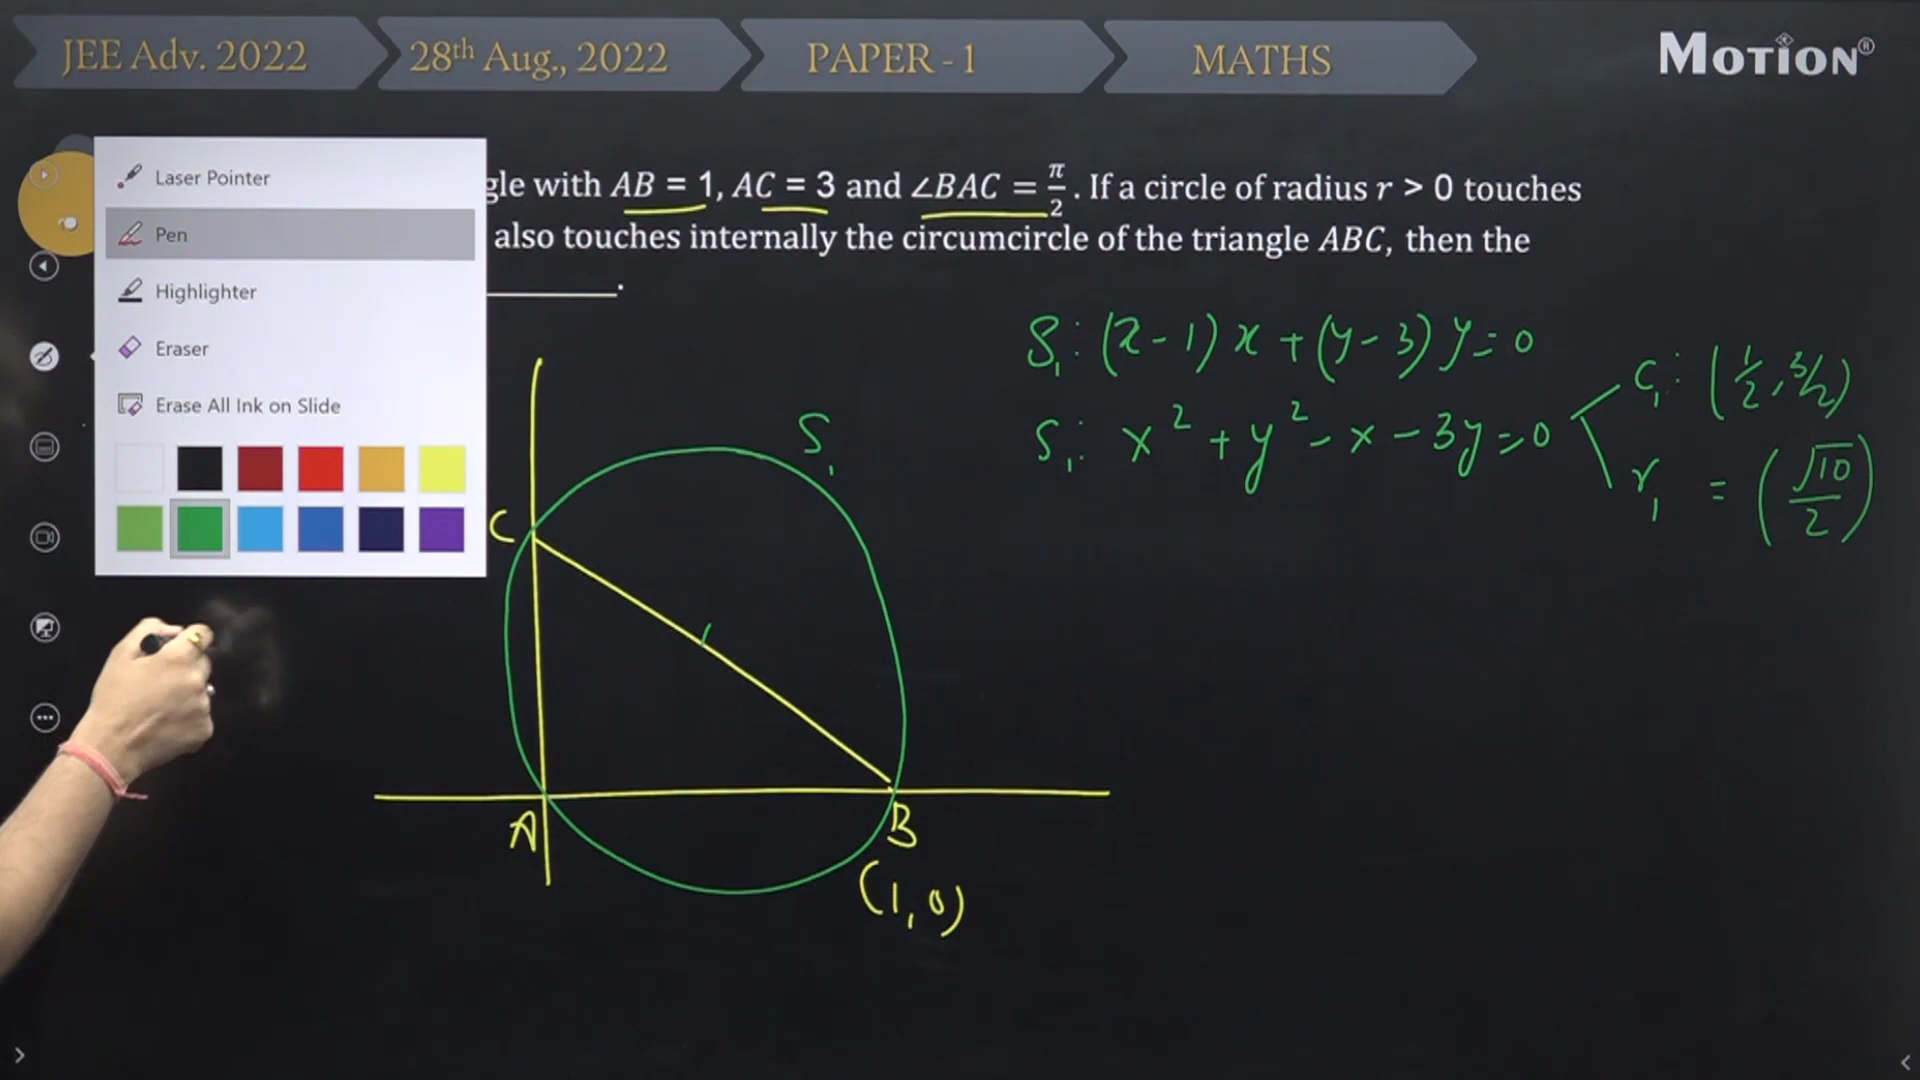 JEE Adv. 2022
28th Aug., 2022
PAPER - 1
MATHS
MOTION®
Laser Pointer
Pen
Highlighter
Eraser
Erase All Ink on Slide
gle with AB = 1, AC = 3 and ∠BAC = π/2. If a circle of radius r > 0 touches
also touches internally the circumcircle of the triangle ABC, then the
________.
S₁: (x-1)x + (y-3)y = 0
S₁: x² + y² - x - 3y = 0
C₁: (1/2, 3/2)
r₁ = (√10/2)
S₁
C
A
B
(1,0)